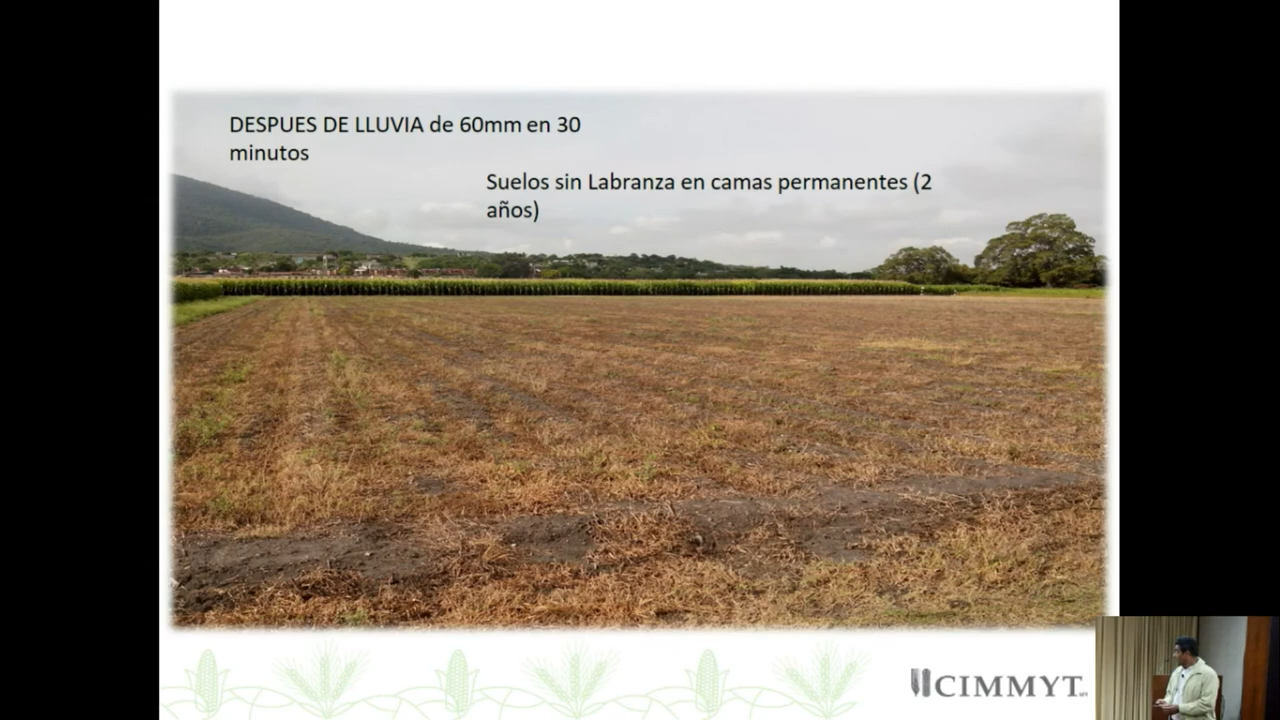 DESPUES DE LLUVIA de 60mm en 30
minutos
Suelos sin Labranza en camas permanentes (2
años)
CIMMYT